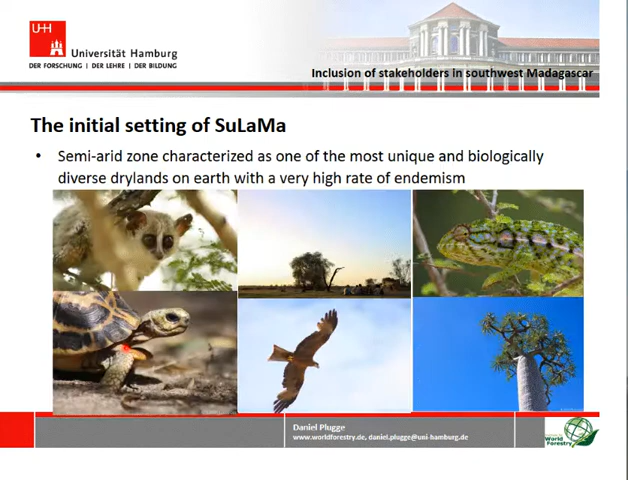 UHH
Universität Hamburg
DER FORSCHUNG | DER LEHRE | DER BILDUNG
Inclusion of stakeholders in southwest Madagascar
The initial setting of SuLaMa
• Semi-arid zone characterized as one of the most unique and biologically
diverse drylands on earth with a very high rate of endemism
Daniel Plugge
www.worldforestry.de, daniel.plugge@uni-hamburg.de
World
Forestry